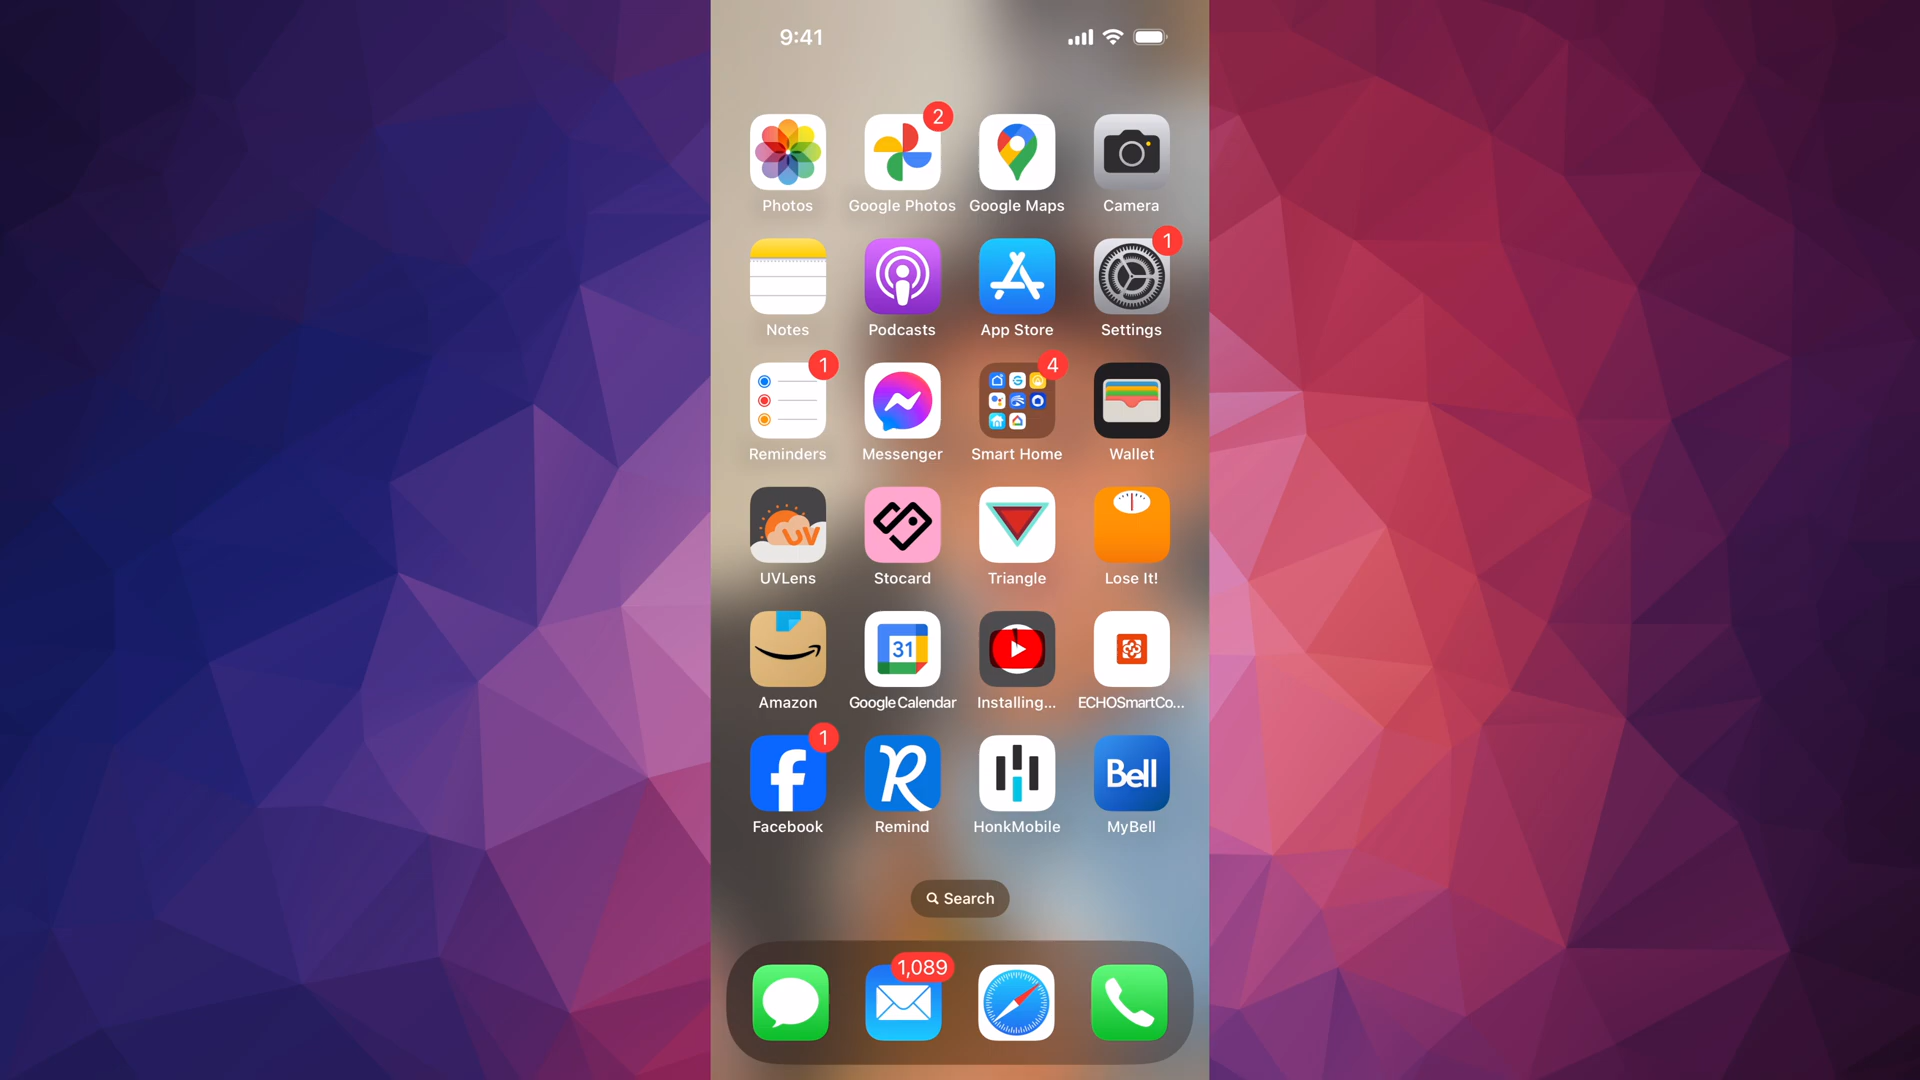 9:41
2
Photos Google Photos Google Maps Camera
1
Notes Podcasts App Store Settings
1 4
Reminders Messenger Smart Home Wallet
UV
UVLens Stocard Triangle Lose It!
31
Amazon Google Calendar Installing... ECHOSmartCo...
1
f R Bell
Facebook Remind HonkMobile MyBell
Search
1,089